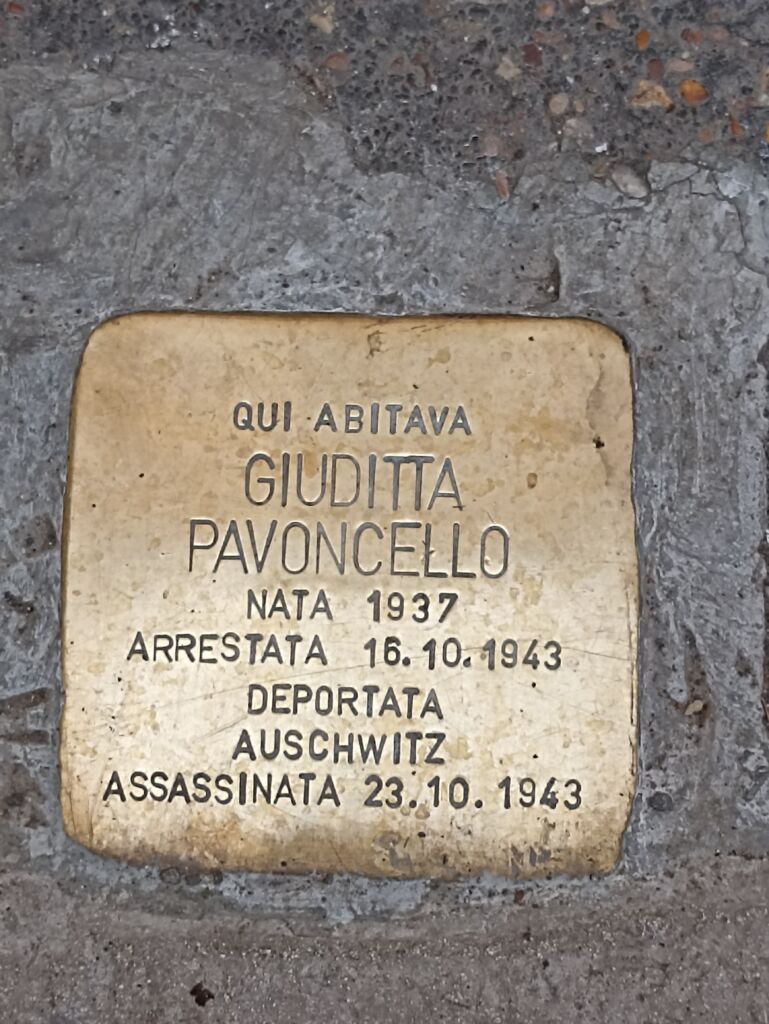 QUI ABITAVA
GIUDITTA
PAVONCELLO
NATA 1937
ARRESTATA 16.10.1943
DEPORTATA
AUSCHWITZ
ASSASSINATA 23.10.1943